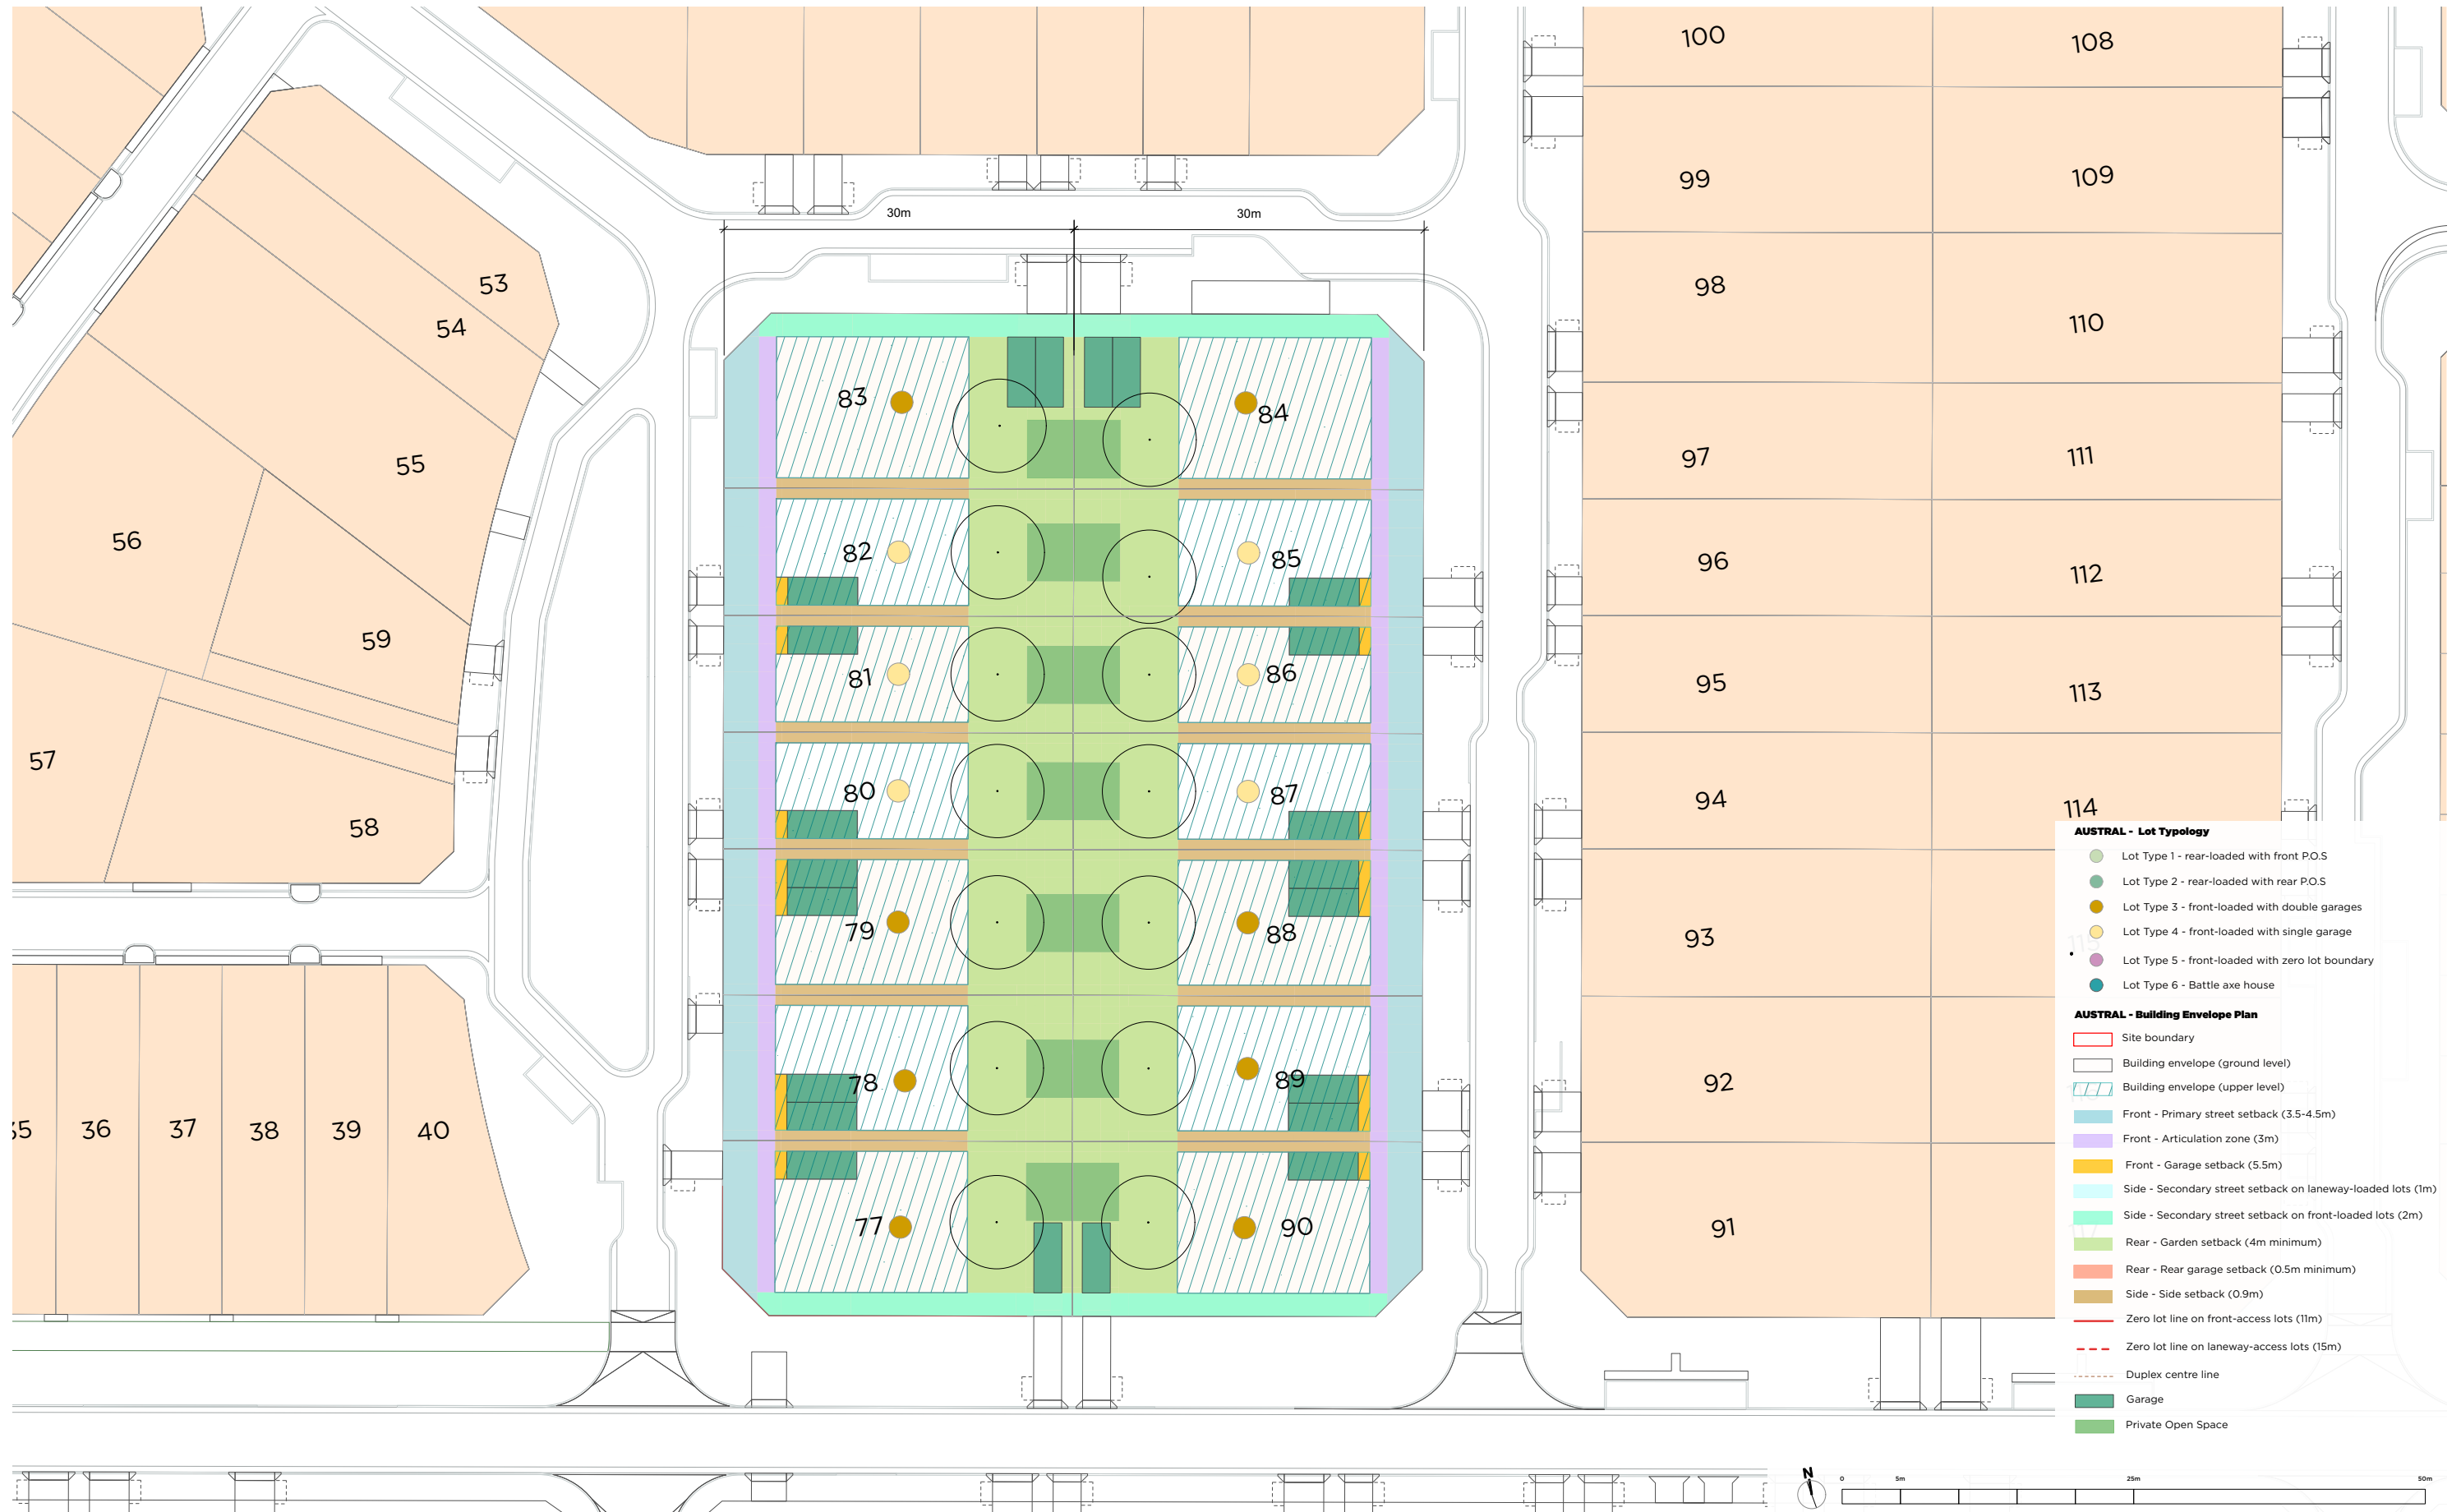 100
108
99
109
30m
30m
53
98
54
110
83
84
55
97
111
56
82
85
96
112
59
81
86
95
113
57
80
87
94
114
58
79
88
93
115
78
89
92
35
36
37
38
39
40
77
90
91
AUSTRAL - Lot Typology
Lot Type 1 - rear-loaded with front P.O.S
Lot Type 2 - rear-loaded with rear P.O.S
Lot Type 3 - front-loaded with double garages
Lot Type 4 - front-loaded with single garage
Lot Type 5 - front-loaded with zero lot boundary
Lot Type 6 - Battle axe house
AUSTRAL - Building Envelope Plan
Site boundary
Building envelope (ground level)
Building envelope (upper level)
Front - Primary street setback (3.5-4.5m)
Front - Articulation zone (3m)
Front - Garage setback (5.5m)
Side - Secondary street setback on laneway-loaded lots (1m)
Side - Secondary street setback on front-loaded lots (2m)
Rear - Garden setback (4m minimum)
Rear - Rear garage setback (0.5m minimum)
Side - Side setback (0.9m)
Zero lot line on front-access lots (11m)
Zero lot line on laneway-access lots (15m)
Duplex centre line
Garage
Private Open Space
N
0
5m
25m
50m